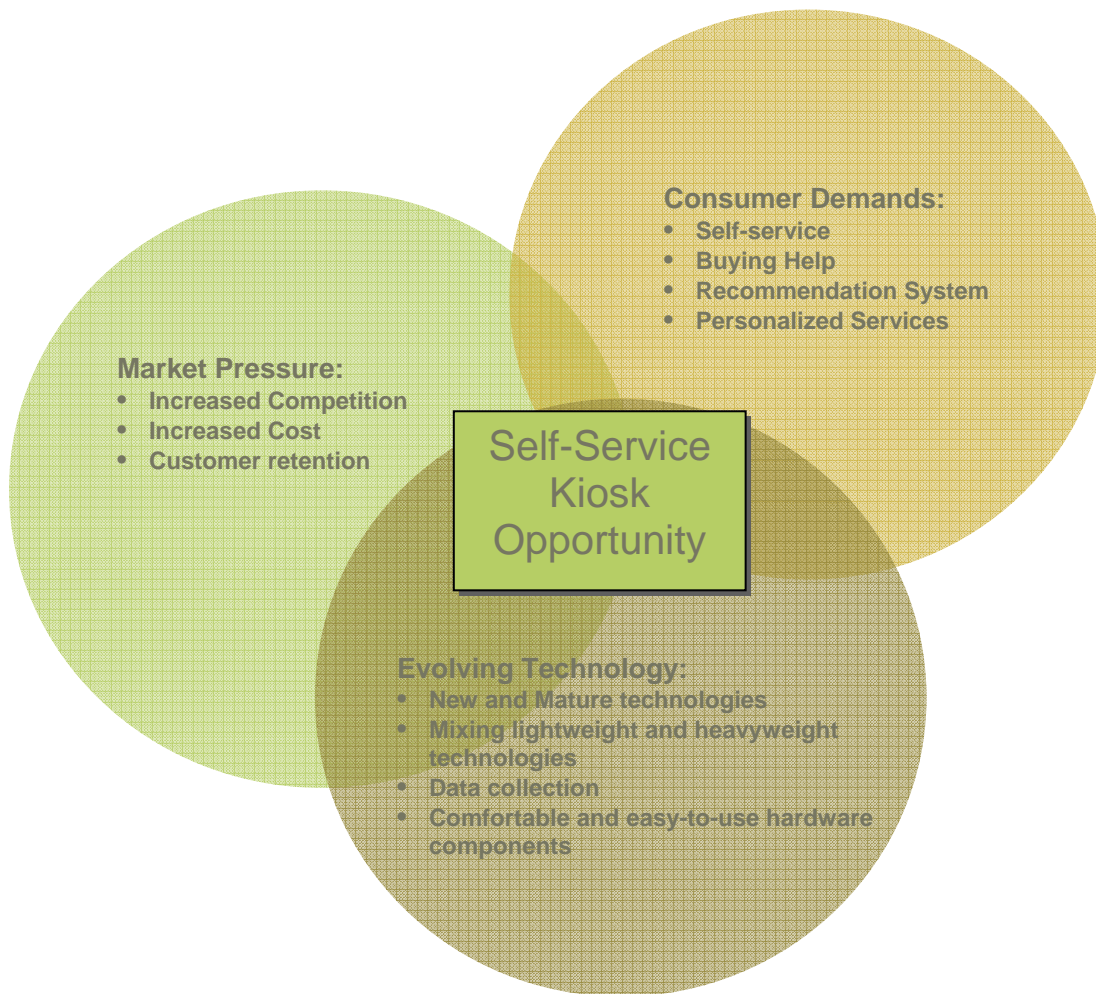 Consumer Demands:
• Self-service
• Buying Help
• Recommendation System
• Personalized Services
Market Pressure:
• Increased Competition
• Increased Cost
• Customer retention
Self-Service
Kiosk
Opportunity
Evolving Technology:
• New and Mature technologies
• Mixing lightweight and heavyweight
technologies
• Data collection
• Comfortable and easy-to-use hardware
components